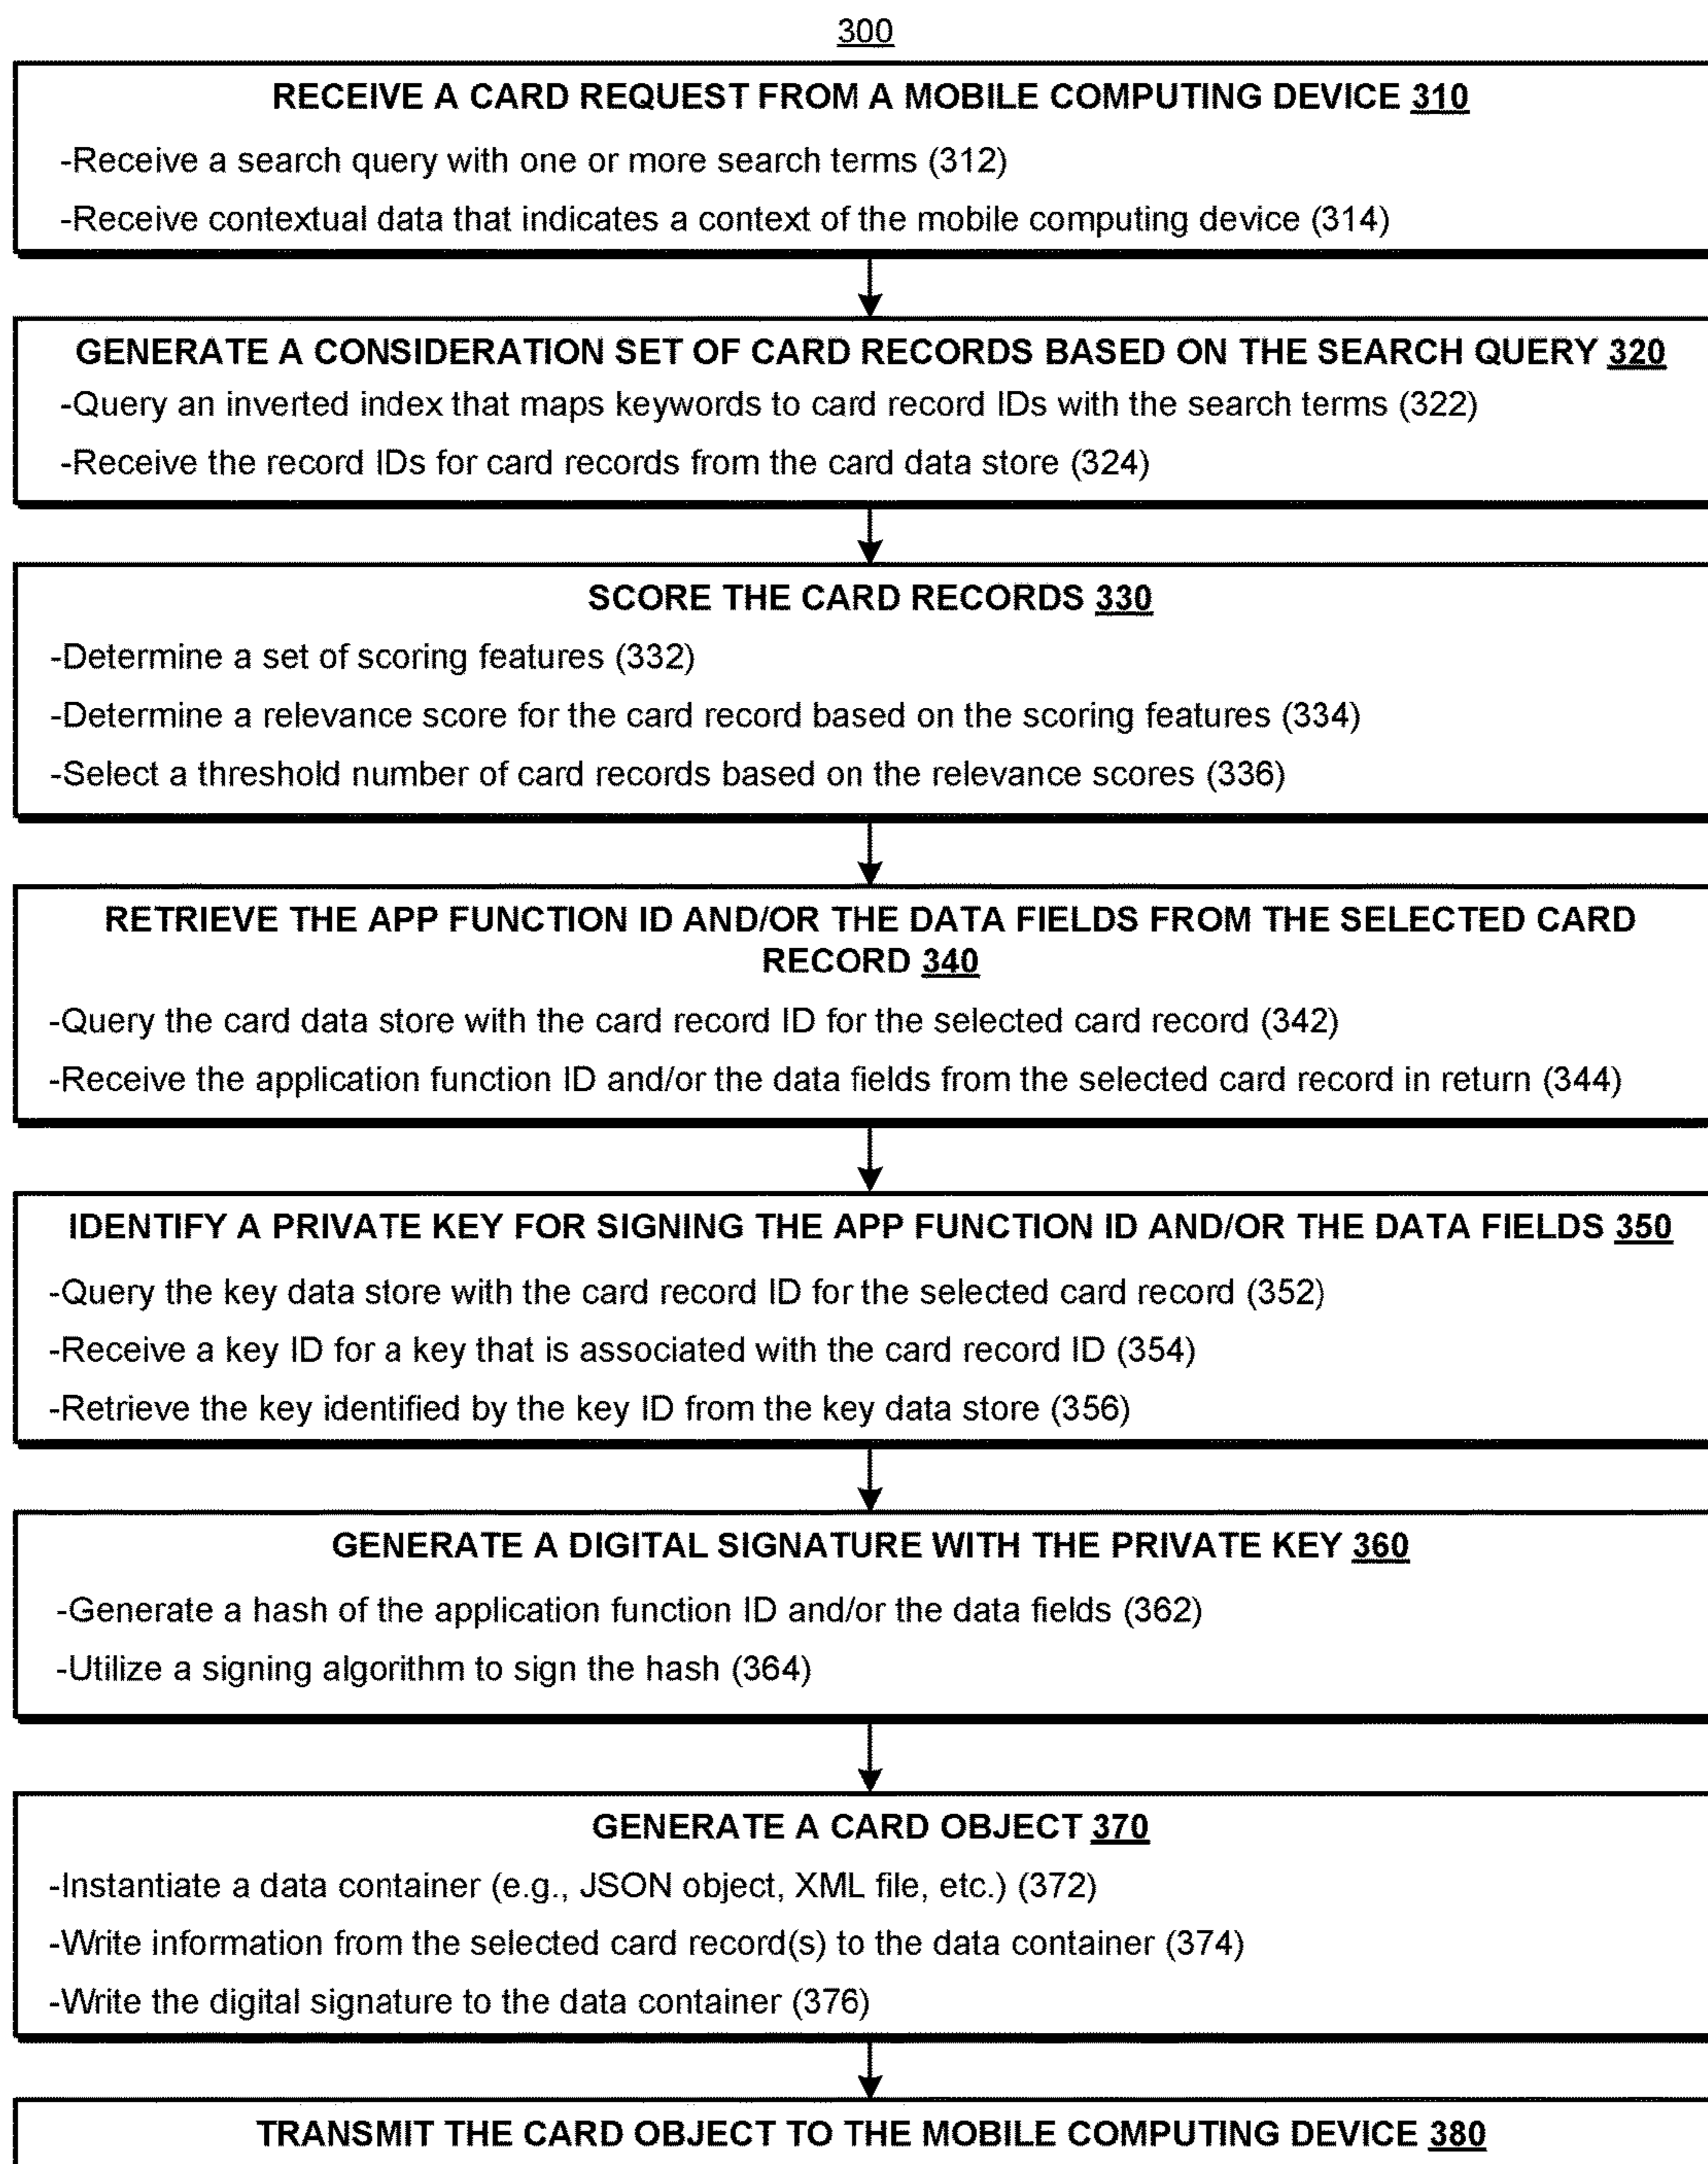 300
RECEIVE A CARD REQUEST FROM A MOBILE COMPUTING DEVICE 310
-Receive a search query with one or more search terms (312)
-Receive contextual data that indicates a context of the mobile computing device (314)
GENERATE A CONSIDERATION SET OF CARD RECORDS BASED ON THE SEARCH QUERY 320
-Query an inverted index that maps keywords to card record IDs with the search terms (322)
-Receive the record IDs for card records from the card data store (324)
SCORE THE CARD RECORDS 330
-Determine a set of scoring features (332)
-Determine a relevance score for the card record based on the scoring features (334)
-Select a threshold number of card records based on the relevance scores (336)
RETRIEVE THE APP FUNCTION ID AND/OR THE DATA FIELDS FROM THE SELECTED CARD
RECORD 340
-Query the card data store with the card record ID for the selected card record (342)
-Receive the application function ID and/or the data fields from the selected card record in return (344)
IDENTIFY A PRIVATE KEY FOR SIGNING THE APP FUNCTION ID AND/OR THE DATA FIELDS 350
-Query the key data store with the card record ID for the selected card record (352)
-Receive a key ID for a key that is associated with the card record ID (354)
-Retrieve the key identified by the key ID from the key data store (356)
GENERATE A DIGITAL SIGNATURE WITH THE PRIVATE KEY 360
-Generate a hash of the application function ID and/or the data fields (362)
-Utilize a signing algorithm to sign the hash (364)
GENERATE A CARD OBJECT 370
-Instantiate a data container (e.g., JSON object, XML file, etc.) (372)
-Write information from the selected card record(s) to the data container (374)
-Write the digital signature to the data container (376)
TRANSMIT THE CARD OBJECT TO THE MOBILE COMPUTING DEVICE 380